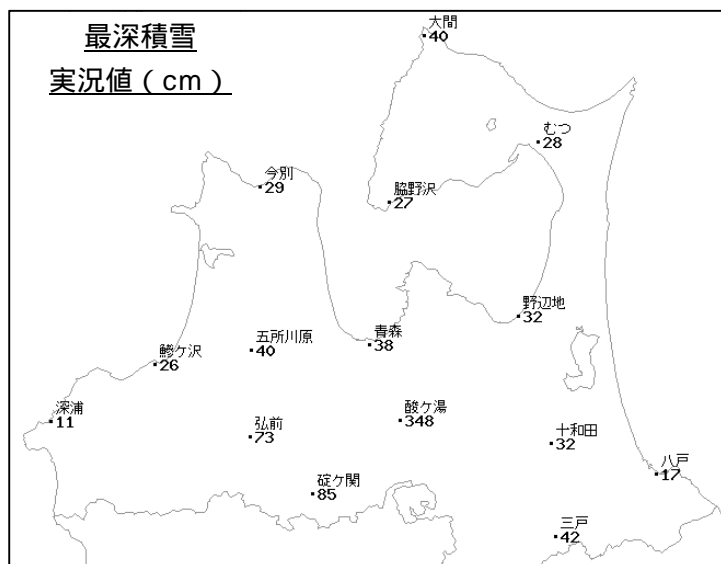 最深積雪
実況値（cm）
大間
40
むつ
28
今別
29
脇野沢
27
野辺地
32
青森
38
五所川原
40
鰺ケ沢
26
深浦
11
弘前
73
酸ケ湯
348
十和田
32
八戸
17
碇ケ関
85
三戸
42